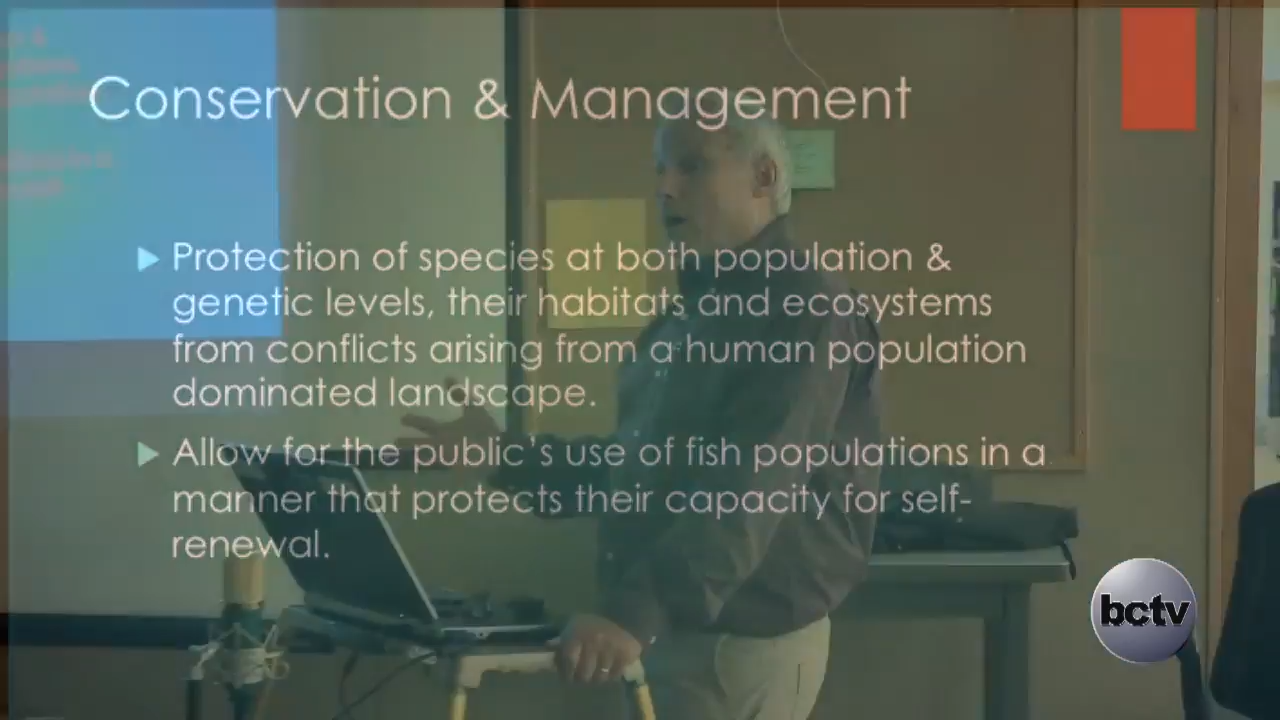 Conservation & Management
Protection of species at both population &
genetic levels, their habitats and ecosystems
from conflicts arising from a human population
dominated landscape.
Allow for the public's use of fish populations in a
manner that protects their capacity for self-
renewal.
bctv